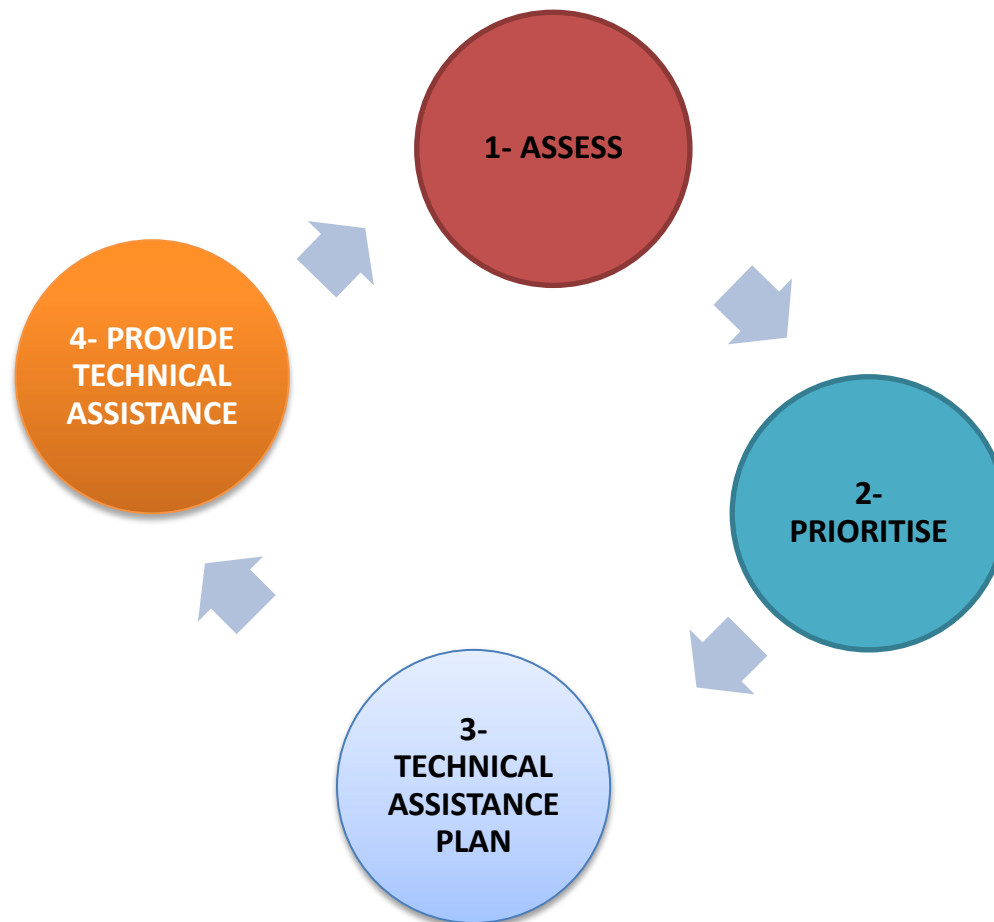 1- ASSESS
2-
PRIORITISE
3-
TECHNICAL
ASSISTANCE
PLAN
4- PROVIDE
TECHNICAL
ASSISTANCE